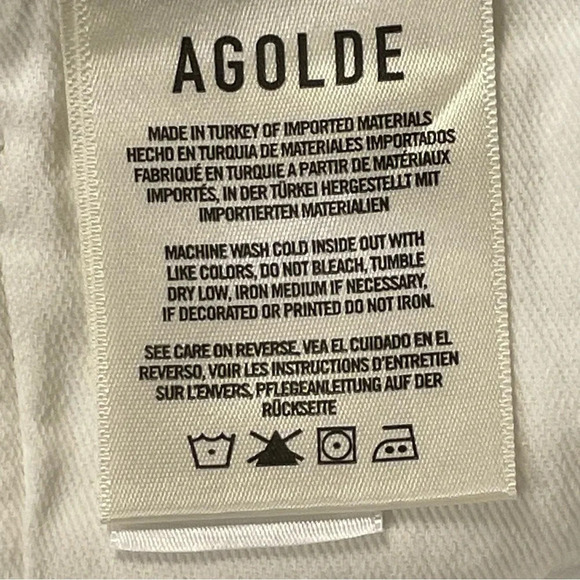 AGOLDE
MADE IN TURKEY OF IMPORTED MATERIALS
HECHO EN TURQUIA DE MATERIALES IMPORTADOS
FABRIQUÉ EN TURQUIE A PARTIR DE MATÉRIAUX
IMPORTÉS, IN DER TÜRKEI HERGESTELLT MIT
IMPORTIERTEN MATERIALIEN
MACHINE WASH COLD INSIDE OUT WITH
LIKE COLORS, DO NOT BLEACH, TUMBLE
DRY LOW, IRON MEDIUM IF NECESSARY,
IF DECORATED OR PRINTED DO NOT IRON.
SEE CARE ON REVERSE, VEA EL CUIDADO EN EL
REVERSO, VOIR LES INSTRUCTIONS D'ENTRETIEN
SUR L'ENVERS, PFLEGEANLEITUNG AUF DER
RÜCKSEITE